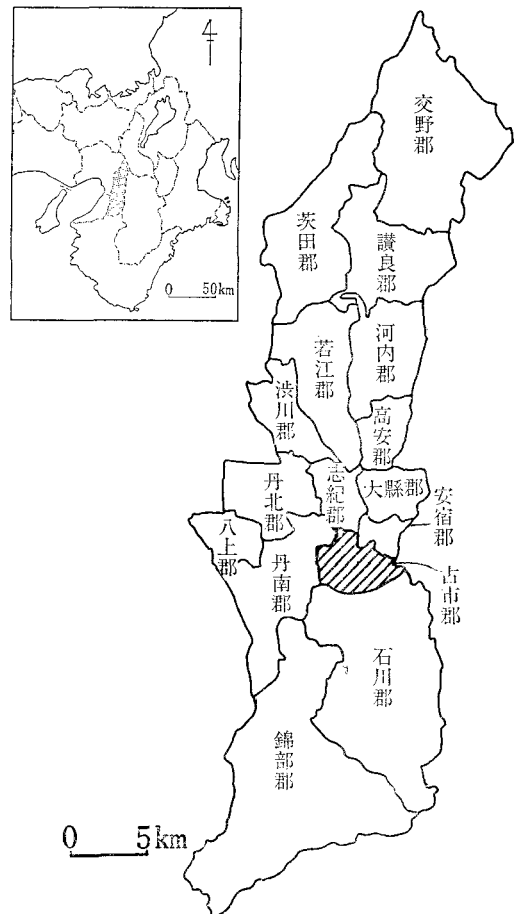 4
0 50km
交野郡
茨田郡
讃良郡
若江郡
河内郡
渋川郡
高安郡
丹北郡
志紀郡
大縣郡
安宿郡
八上郡
丹南郡
古市郡
石川郡
錦部郡
0 5km